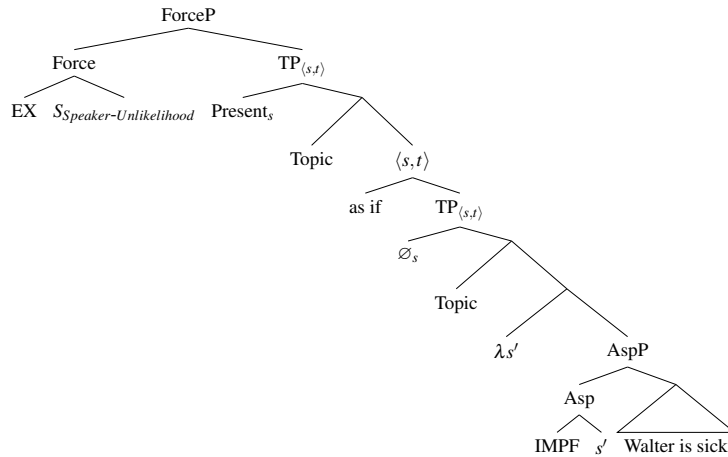 ForceP
Force TP⟨s,t⟩
EX S_Speaker-Unlikelihood Present_s
Topic ⟨s, t⟩
as if TP⟨s,t⟩
∅_s
Topic
λs′ AspP
Asp
IMPF s′ Walter is sick